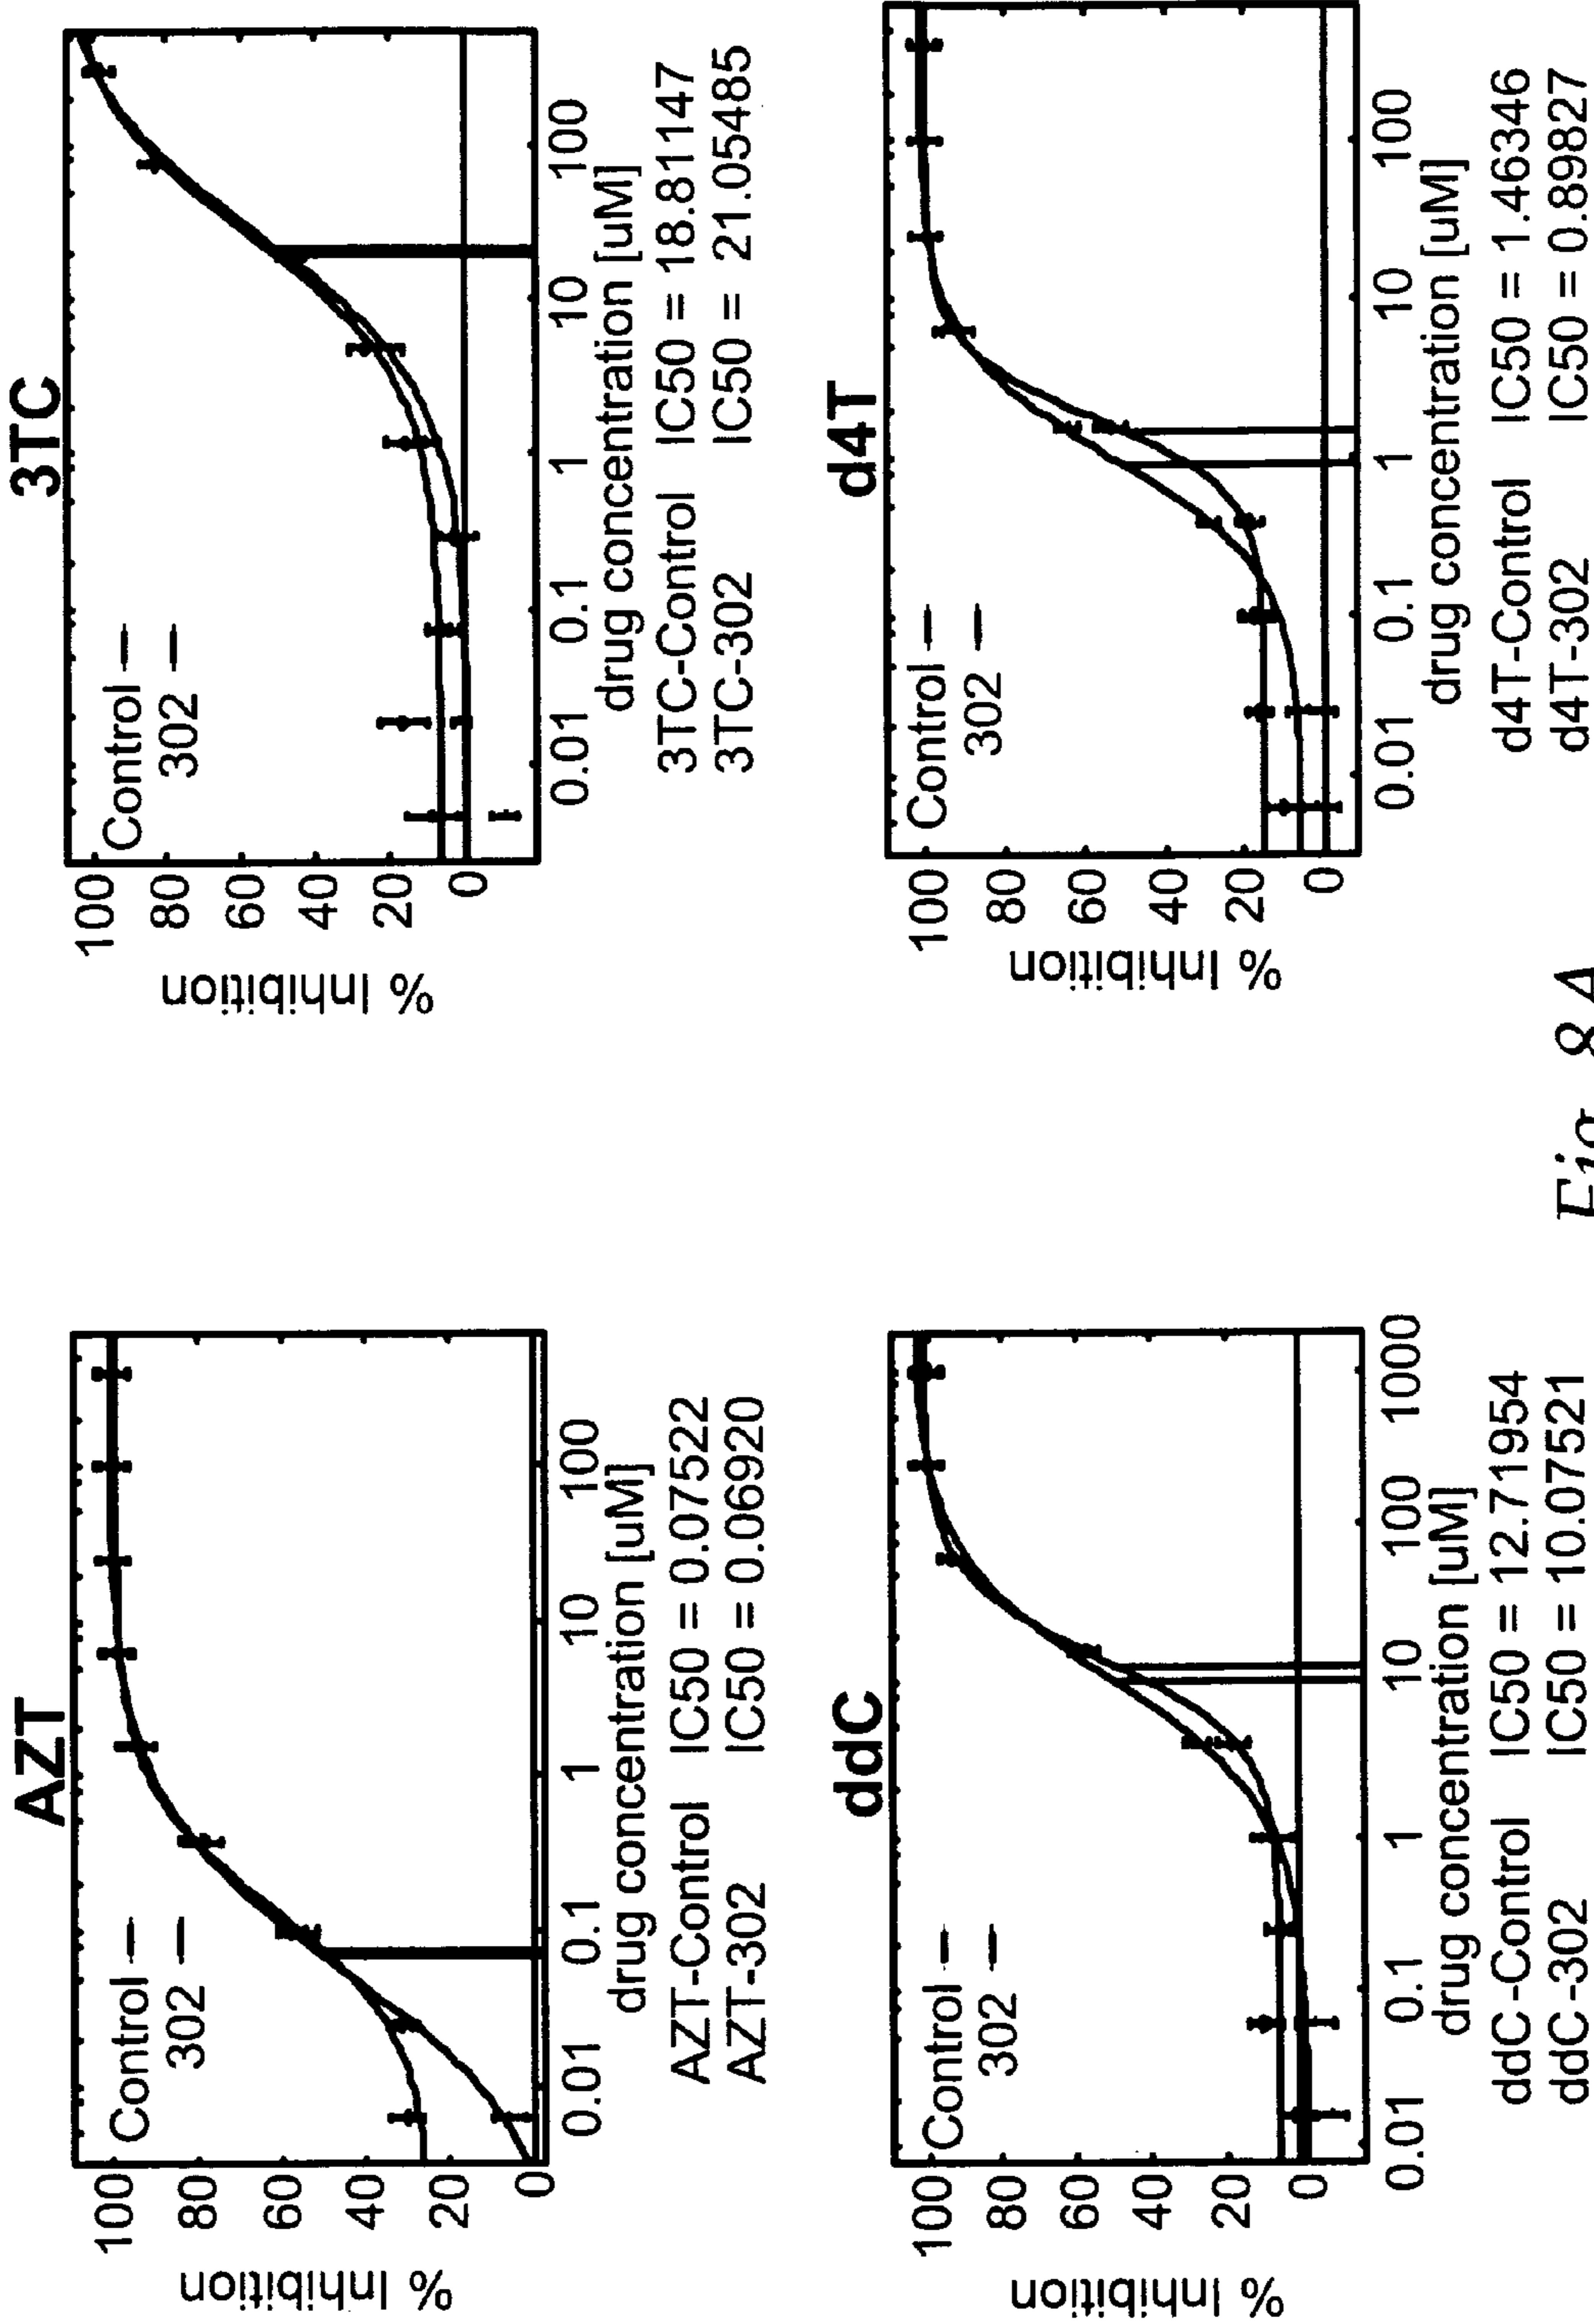 AZT
% Inhibition
100
80
60
40
20
0
Control
302
0.01 0.1 1 10 100
drug concentration [uM]
AZT-Control IC50 = 0.07522
AZT-302 IC50 = 0.06920
3TC
% Inhibition
100
80
60
40
20
0
Control
302
0.01 0.1 1 10 100
drug concentration [uM]
3TC-Control IC50 = 18.81147
3TC-302 IC50 = 21.05485
ddC
% Inhibition
100
80
60
40
20
0
Control
302
0.01 0.1 1 10 100 1000
drug concentration [uM]
ddC-Control IC50 = 12.71954
ddC-302 IC50 = 10.07521
d4T
% Inhibition
100
80
60
40
20
0
Control
302
0.01 0.1 1 10 100
drug concentration [uM]
d4T-Control IC50 = 1.46346
d4T-302 IC50 = 0.89827
Fig. 8A